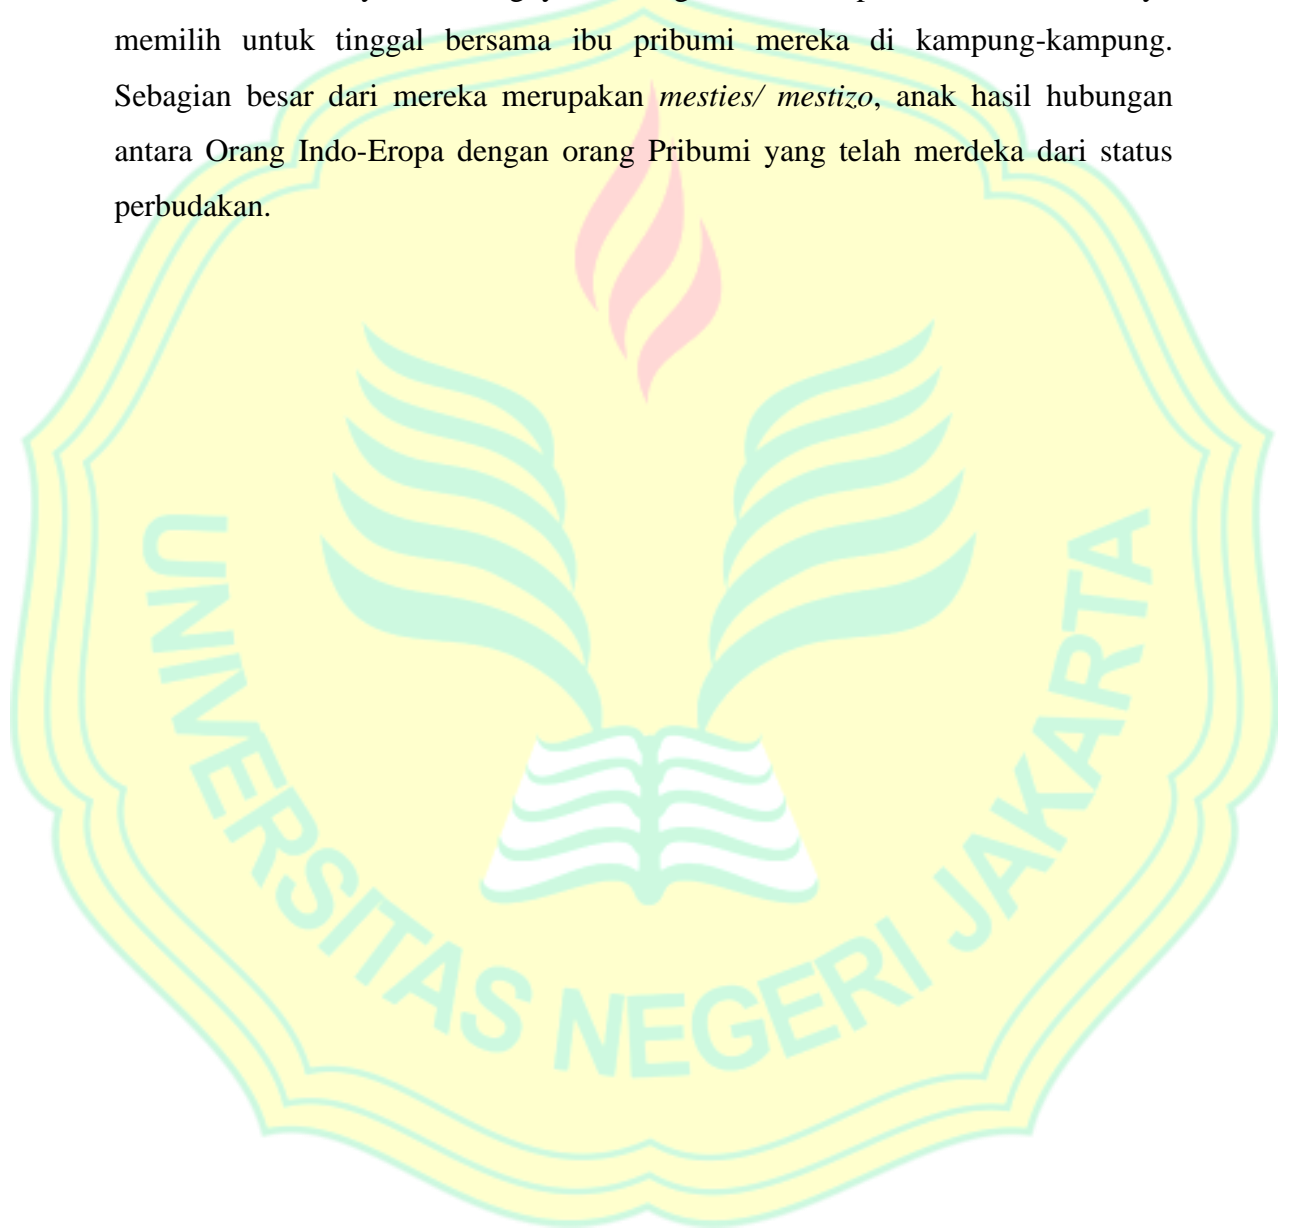 memilih untuk tinggal bersama ibu pribumi mereka di kampung-kampung.
Sebagian besar dari mereka merupakan mesties/ mestizo, anak hasil hubungan
antara Orang Indo-Eropa dengan orang Pribumi yang telah merdeka dari status
perbudakan.
UNIVERSITAS NEGERI JAKARTA